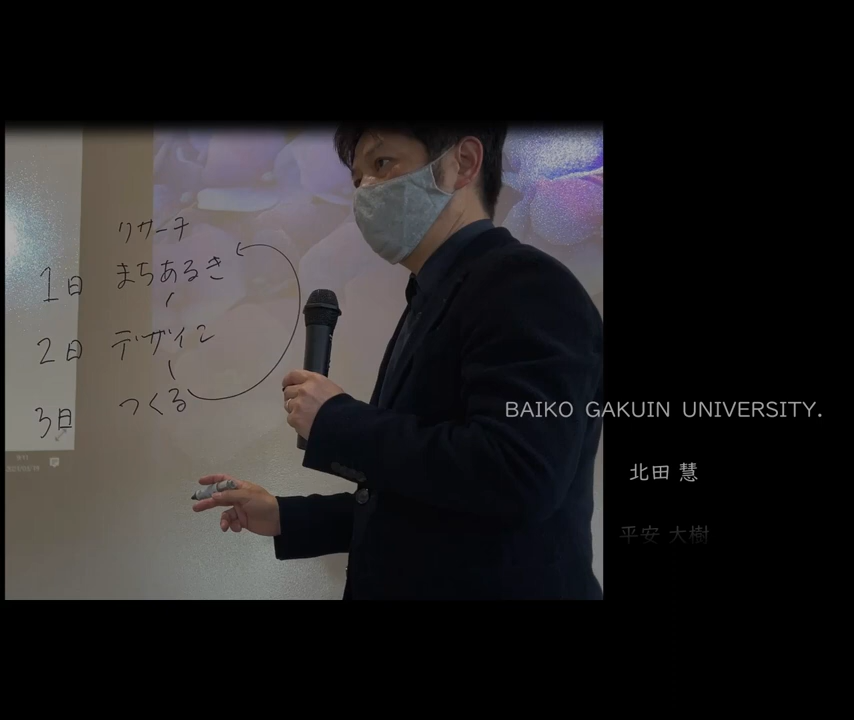 リサーチ
1日 まちあるき
2日 デザイン
3日 つくる
BAIKO GAKUIN UNIVERSITY.
北田 慧
平安 大樹